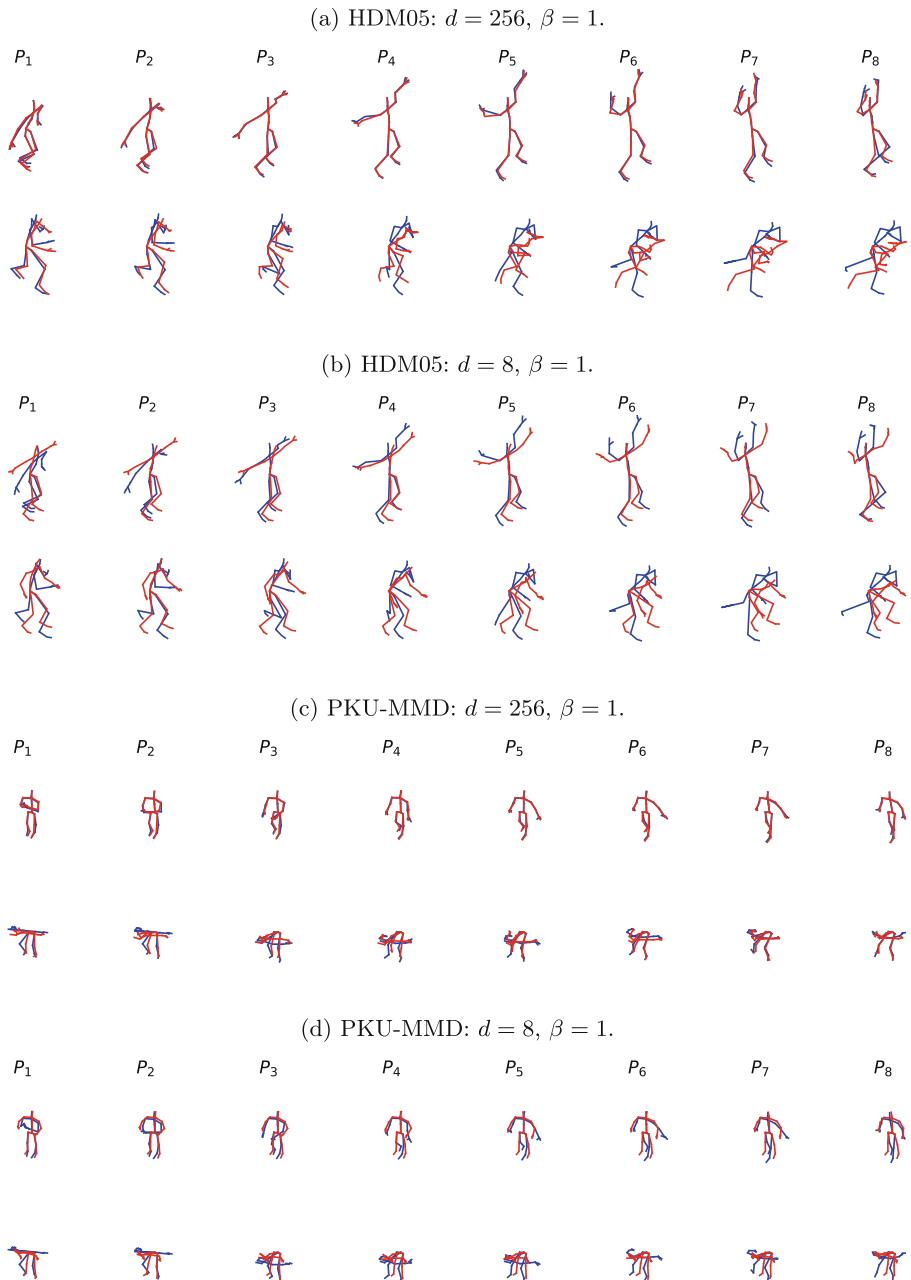 (a) HDM05: d = 256, β = 1.
P₁ P₂ P₃ P₄ P₅ P₆ P₇ P₈
(b) HDM05: d = 8, β = 1.
P₁ P₂ P₃ P₄ P₅ P₆ P₇ P₈
(c) PKU-MMD: d = 256, β = 1.
P₁ P₂ P₃ P₄ P₅ P₆ P₇ P₈
(d) PKU-MMD: d = 8, β = 1.
P₁ P₂ P₃ P₄ P₅ P₆ P₇ P₈